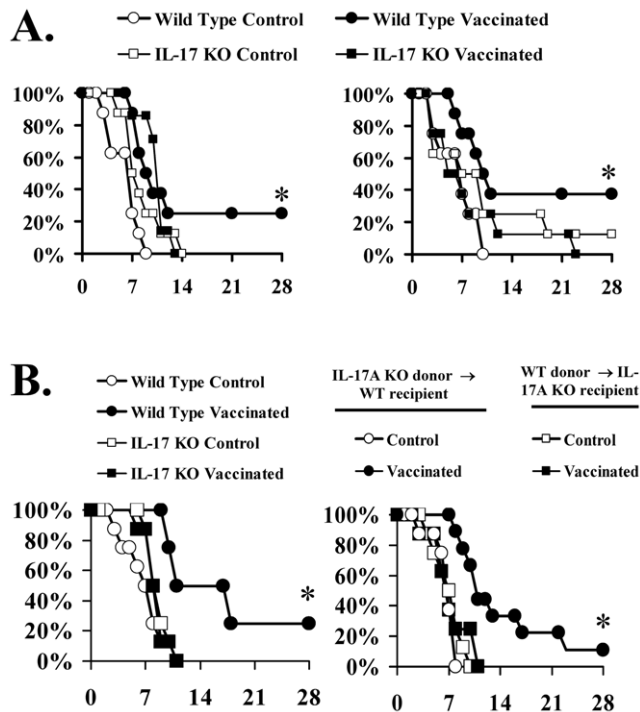 A.
Wild Type Control
Wild Type Vaccinated
IL-17 KO Control
IL-17 KO Vaccinated
100%
80%
60%
40%
20%
0%
0 7 14 21 28
*
100%
80%
60%
40%
20%
0%
0 7 14 21 28
*
B.
Wild Type Control
Wild Type Vaccinated
IL-17 KO Control
IL-17 KO Vaccinated
IL-17A KO donor →
WT recipient
Control
Vaccinated
WT donor → IL-
17A KO recipient
Control
Vaccinated
100%
80%
60%
40%
20%
0%
0 7 14 21 28
*
100%
80%
60%
40%
20%
0%
0 7 14 21 28
*